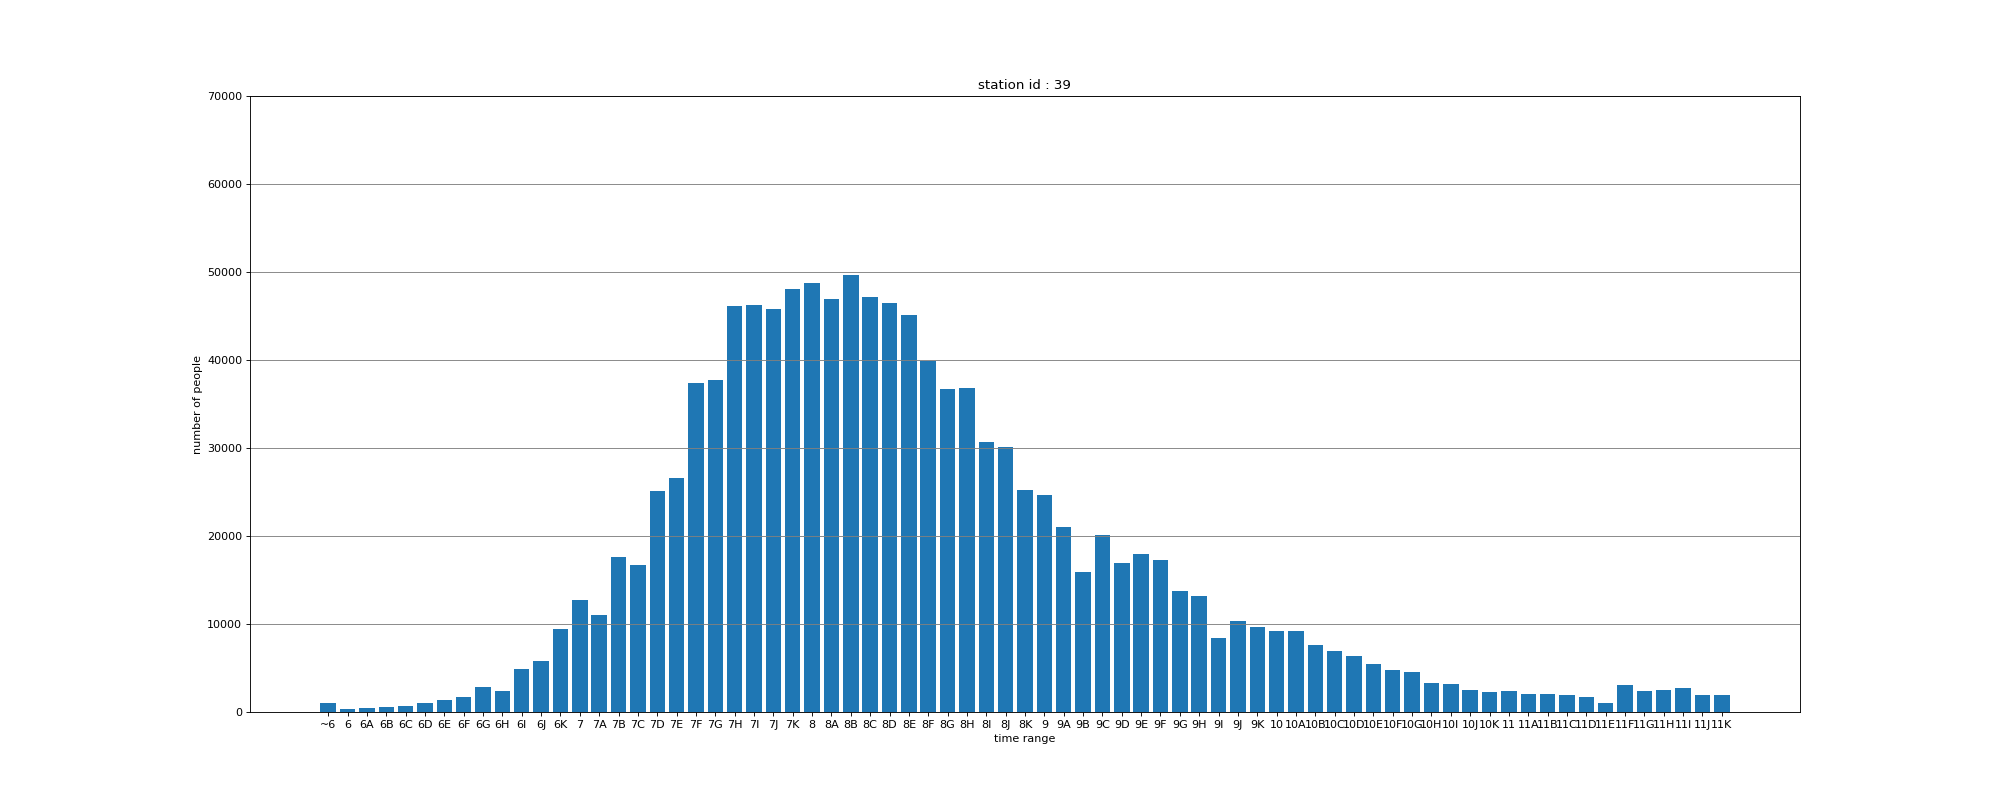 station id : 39
70000
60000
50000
40000
30000
20000
10000
0
number of people
~6 6 6A 6B 6C 6D 6E 6F 6G 6H 6I 6J 6K 7 7A 7B 7C 7D 7E 7F 7G 7H 7I 7J 7K 8 8A 8B 8C 8D 8E 8F 8G 8H 8I 8J 8K 9 9A 9B 9C 9D 9E 9F 9G 9H 9I 9J 9K 10 10A 10B 10C 10D 10E 10F 10G 10H 10I 10J 10K 11 11A 11B 11C 11D 11E 11F 11G 11H 11I 11J 11K
time range